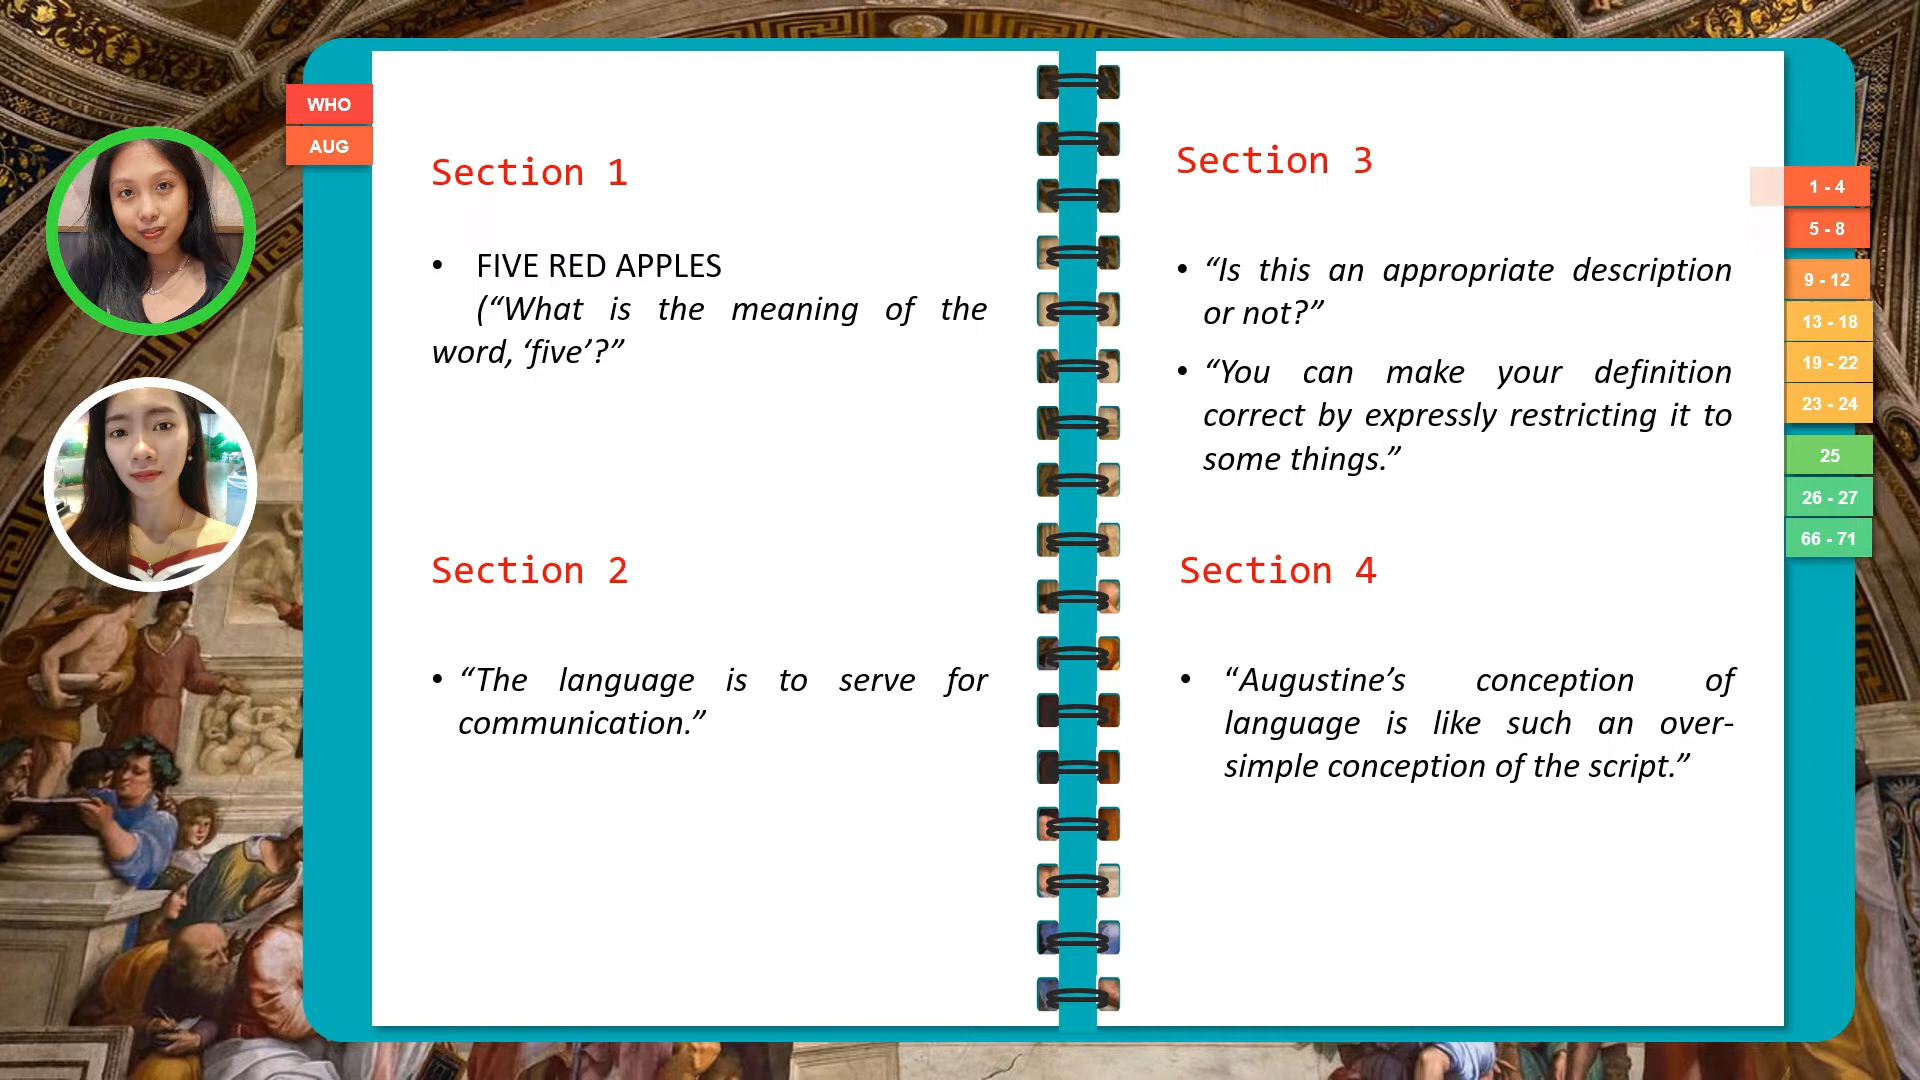 WHO
AUG
Section 1
• FIVE RED APPLES
(“What is the meaning of the
word, ‘five’?”
Section 2
• “The language is to serve for
communication.”
Section 3
• “Is this an appropriate description
or not?”
• “You can make your definition
correct by expressly restricting it to
some things.”
Section 4
• “Augustine’s conception of
language is like such an over-
simple conception of the script.”
1 - 4
5 - 8
9 - 12
13 - 18
19 - 22
23 - 24
25
26 - 27
66 - 71